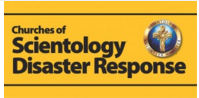 Churches of
Scientology
Disaster Response